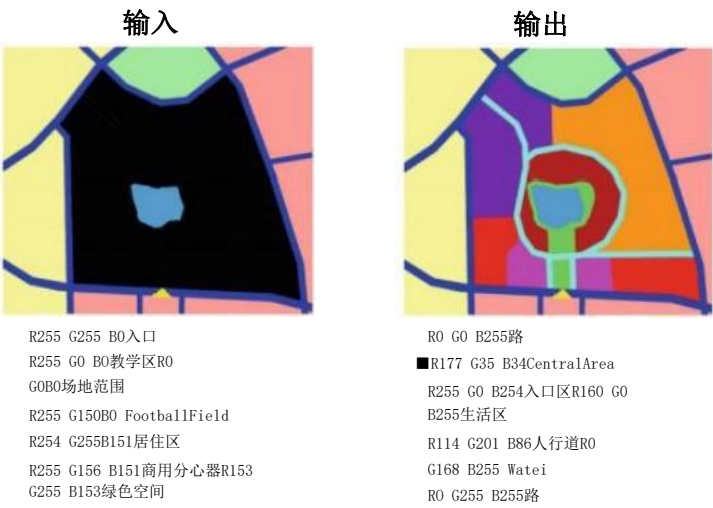 输入
输出
R255 G255 B0入口
R255 G0 B0教学区R0
G0B0场地范围
R255 G150B0 FootballField
R254 G255B151居住区
R255 G156 B151商用分心器R153
G255 B153绿色空间
R0 G0 B255路
■R177 G35 B34CentralArea
R255 G0 B254入口区R160 G0
B255生活区
R114 G201 B86人行道R0
G168 B255 Watei
R0 G255 B255路